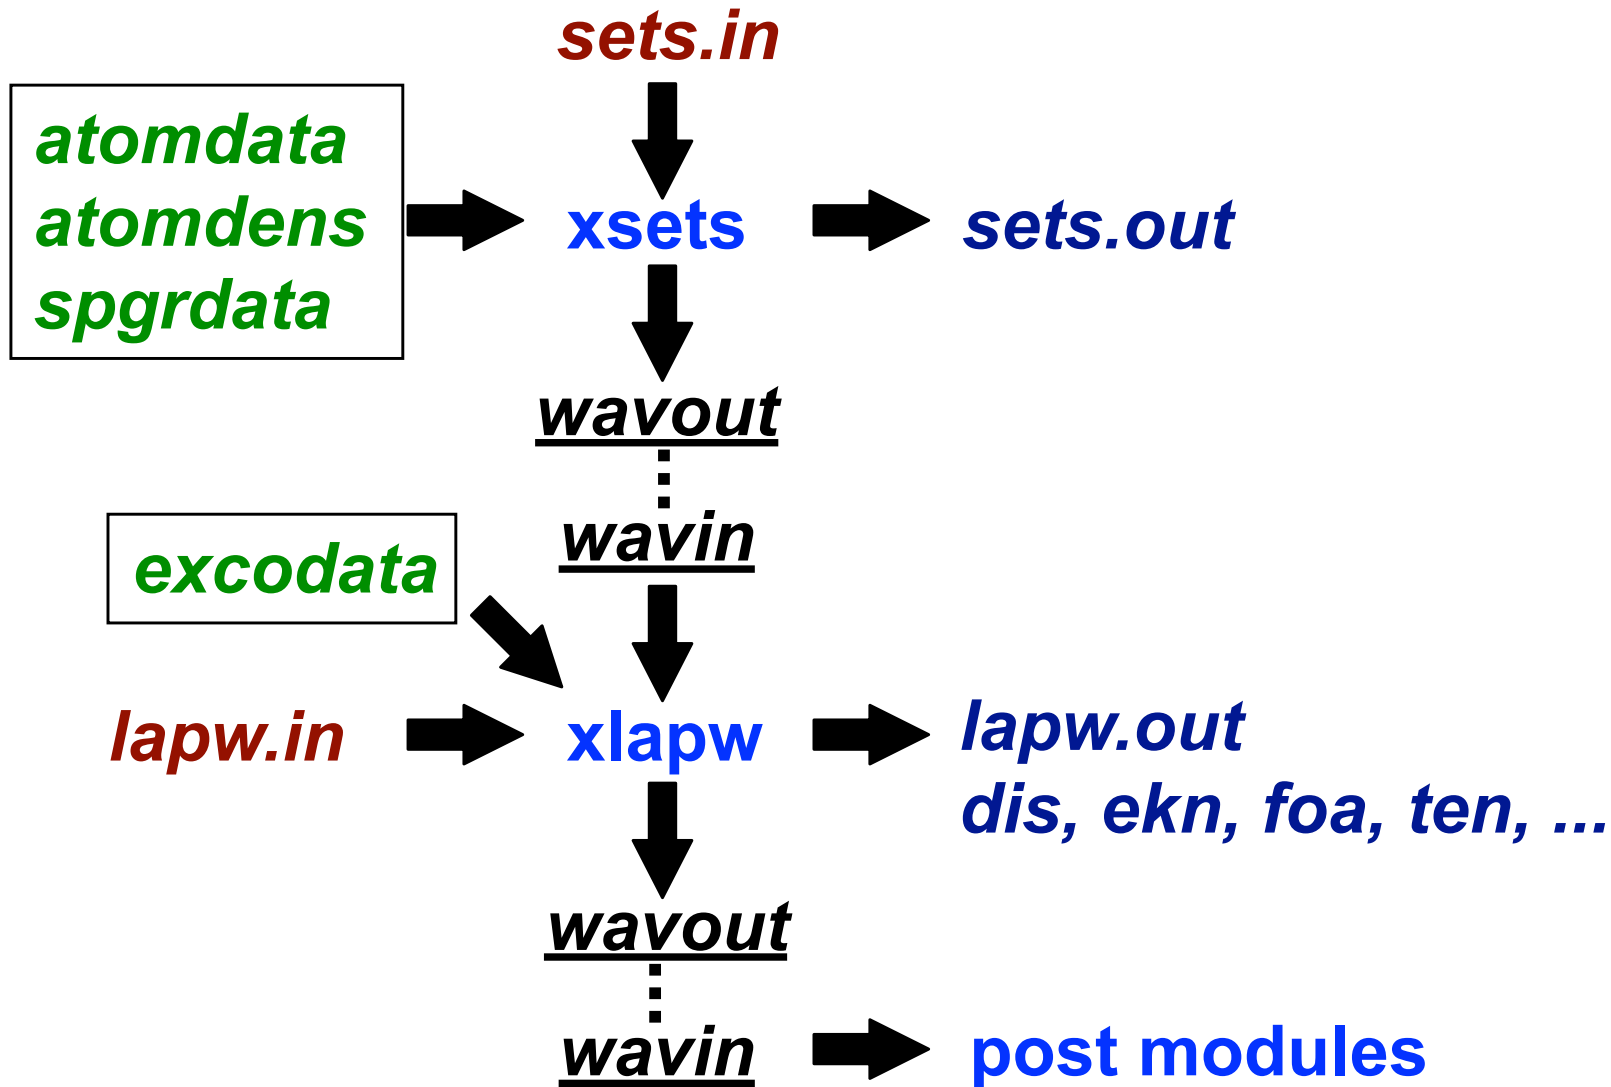 sets.in
atomdata
atomdens
spgrdata
xsets
sets.out
wavout
wavin
excodata
lapw.in
xlapw
lapw.out
dis, ekn, foa, ten, ...
wavout
wavin
post modules